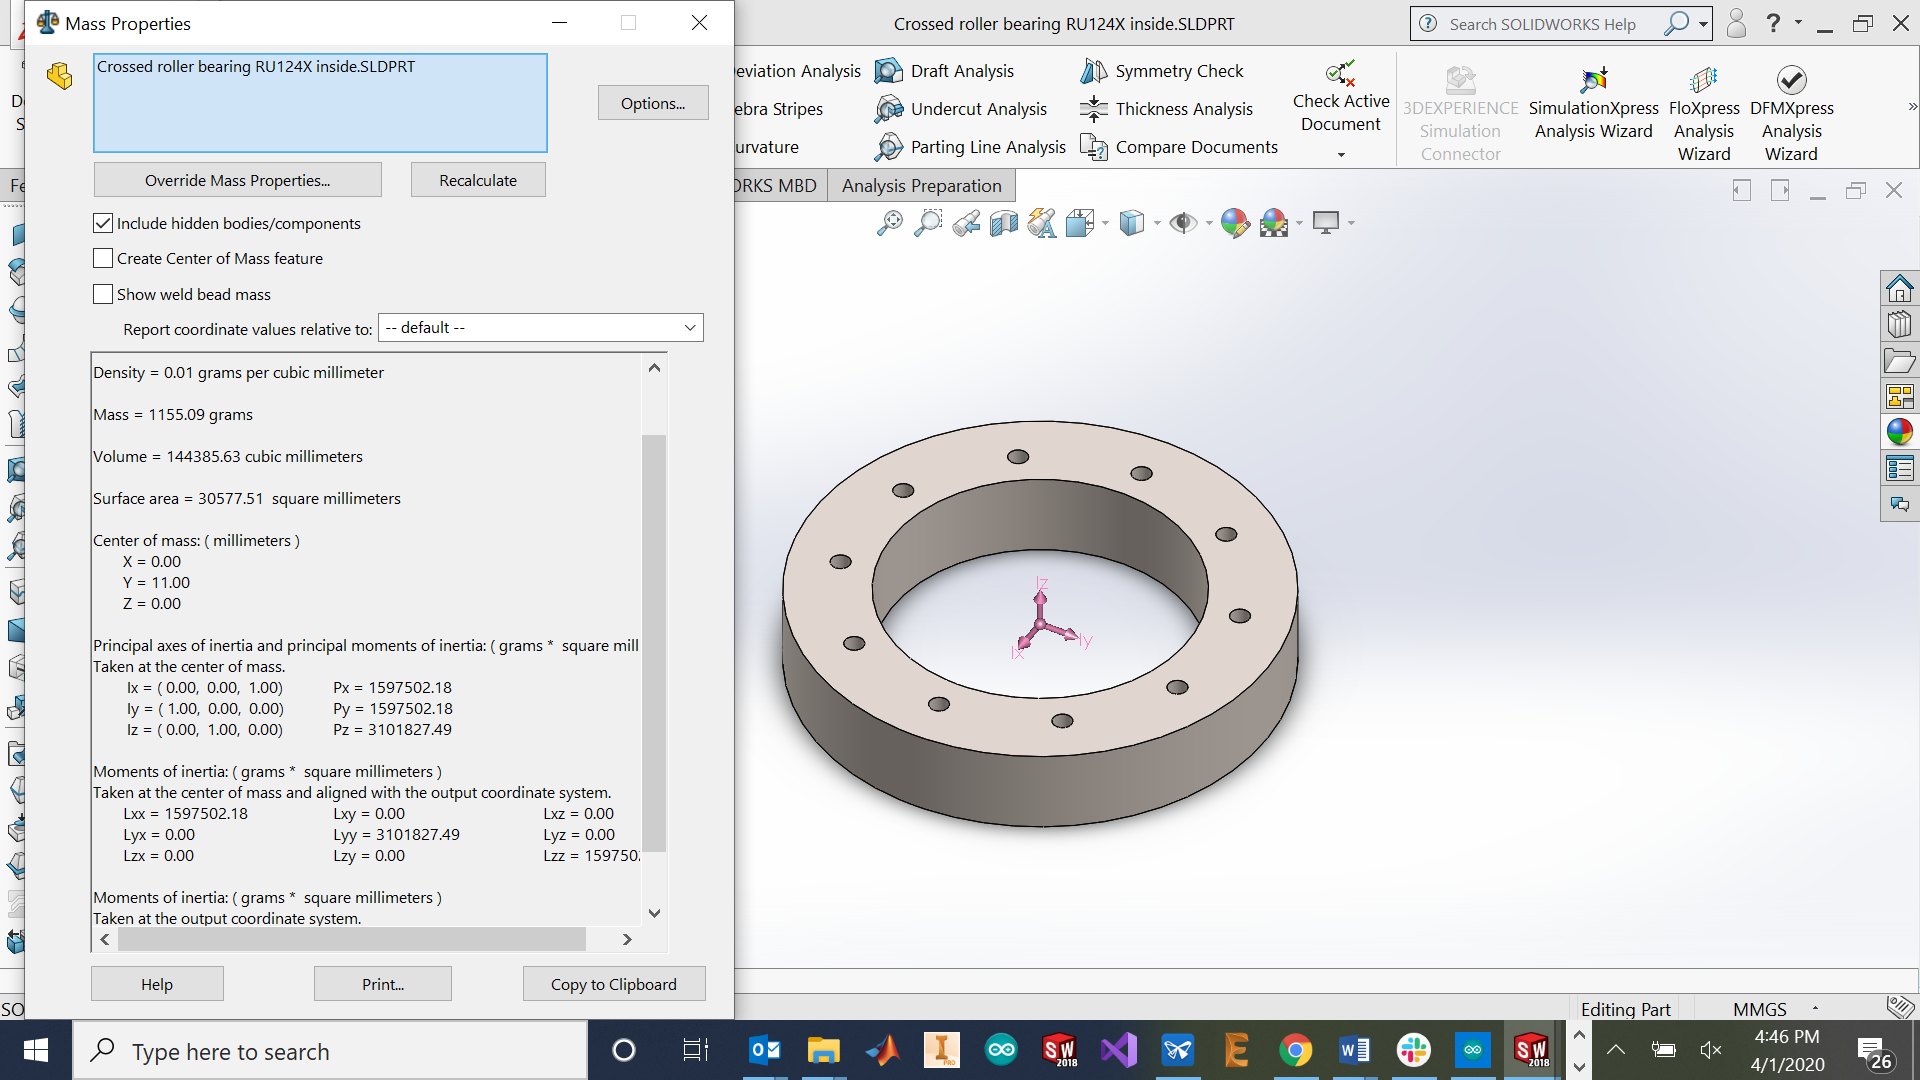 Mass Properties
Crossed roller bearing RU124X inside.SLDPRT
Options...
Override Mass Properties...
Recalculate
Include hidden bodies/components
Create Center of Mass feature
Show weld bead mass
Report coordinate values relative to:
-- default --
Density = 0.01 grams per cubic millimeter
Mass = 1155.09 grams
Volume = 144385.63 cubic millimeters
Surface area = 30577.51 square millimeters
Center of mass: ( millimeters )
X = 0.00
Y = 11.00
Z = 0.00
Principal axes of inertia and principal moments of inertia: ( grams * square mill
Taken at the center of mass.
Ix = ( 0.00, 0.00, 1.00) Px = 1597502.18
Iy = ( 1.00, 0.00, 0.00) Py = 1597502.18
Iz = ( 0.00, 1.00, 0.00) Pz = 3101827.49
Moments of inertia: ( grams * square millimeters )
Taken at the center of mass and aligned with the output coordinate system.
Lxx = 1597502.18 Lxy = 0.00 Lxz = 0.00
Lyx = 0.00 Lyy = 3101827.49 Lyz = 0.00
Lzx = 0.00 Lzy = 0.00 Lzz = 159750
Moments of inertia: ( grams * square millimeters )
Taken at the output coordinate system.
Help
Print...
Copy to Clipboard
Crossed roller bearing RU124X inside.SLDPRT
Search SOLIDWORKS Help
eviation Analysis
Draft Analysis
Symmetry Check
ebra Stripes
Undercut Analysis
Thickness Analysis
urvature
Parting Line Analysis
Compare Documents
Check Active
Document
3DEXPERIENCE
Simulation
Connector
SimulationXpress
Analysis Wizard
FloXpress
Analysis
Wizard
DFMXpress
Analysis
Wizard
ORKS MBD
Analysis Preparation
Fe
Iz
Iy
Ix
SO
Editing Part
MMGS
Type here to search
PRO
SW
2018
SW
2018
4:46 PM
4/1/2020
26